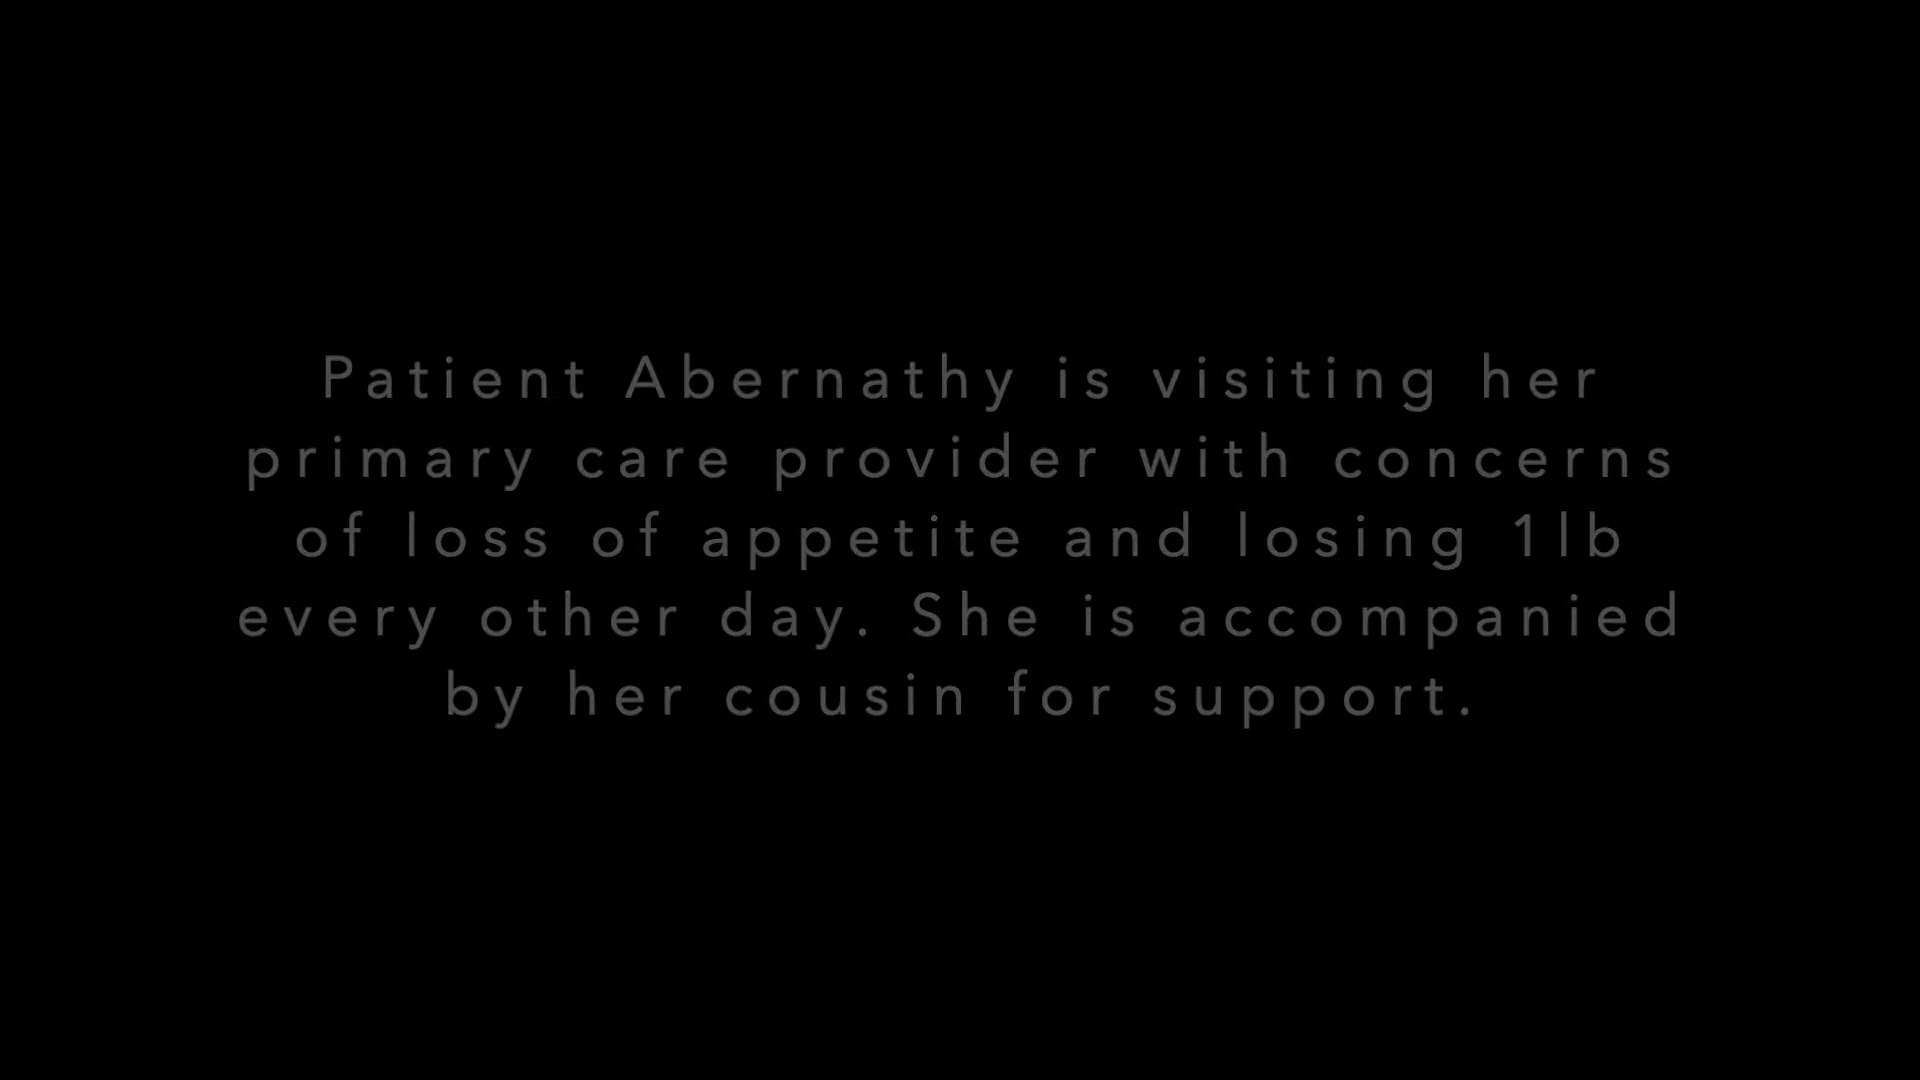 Patient Abernathy is visiting her
primary care provider with concerns
of loss of appetite and losing 1lb
every other day. She is accompanied
by her cousin for support.